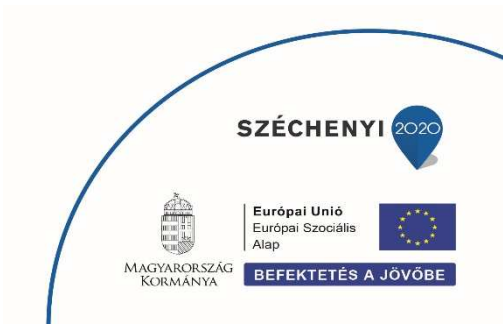 SZÉCHENYI 2020
Európai Unió
Európai Szociális
Alap
MAGYARORSZÁG
KORMÁNYA
BEFEKTETÉS A JÖVŐBE